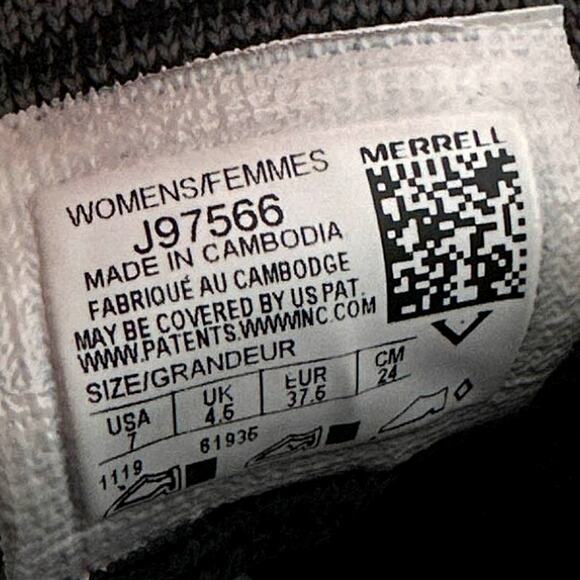 MERRELL
WOMENS/FEMMES
J97566
MADE IN CAMBODIA
FABRIQUÉ AU CAMBODGE
MAY BE COVERED BY US PAT.
WWW.PATENTS.WWWINC.COM
SIZE/GRANDEUR
USA UK EUR CM
7 4.5 37.5 24
1119 61935